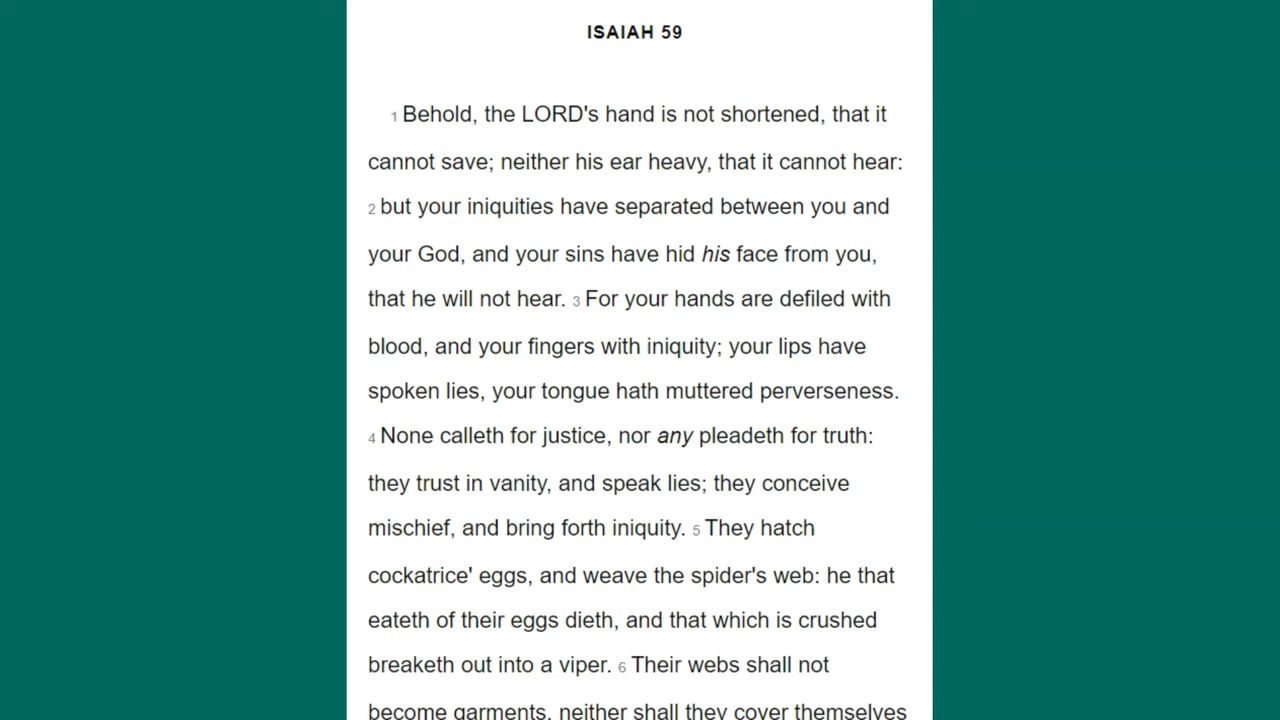 ISAIAH 59
1 Behold, the LORD's hand is not shortened, that it
cannot save; neither his ear heavy, that it cannot hear:
2 but your iniquities have separated between you and
your God, and your sins have hid his face from you,
that he will not hear. 3 For your hands are defiled with
blood, and your fingers with iniquity; your lips have
spoken lies, your tongue hath muttered perverseness.
4 None calleth for justice, nor any pleadeth for truth:
they trust in vanity, and speak lies; they conceive
mischief, and bring forth iniquity. 5 They hatch
cockatrice' eggs, and weave the spider's web: he that
eateth of their eggs dieth, and that which is crushed
breaketh out into a viper. 6 Their webs shall not
become garments, neither shall they cover themselves